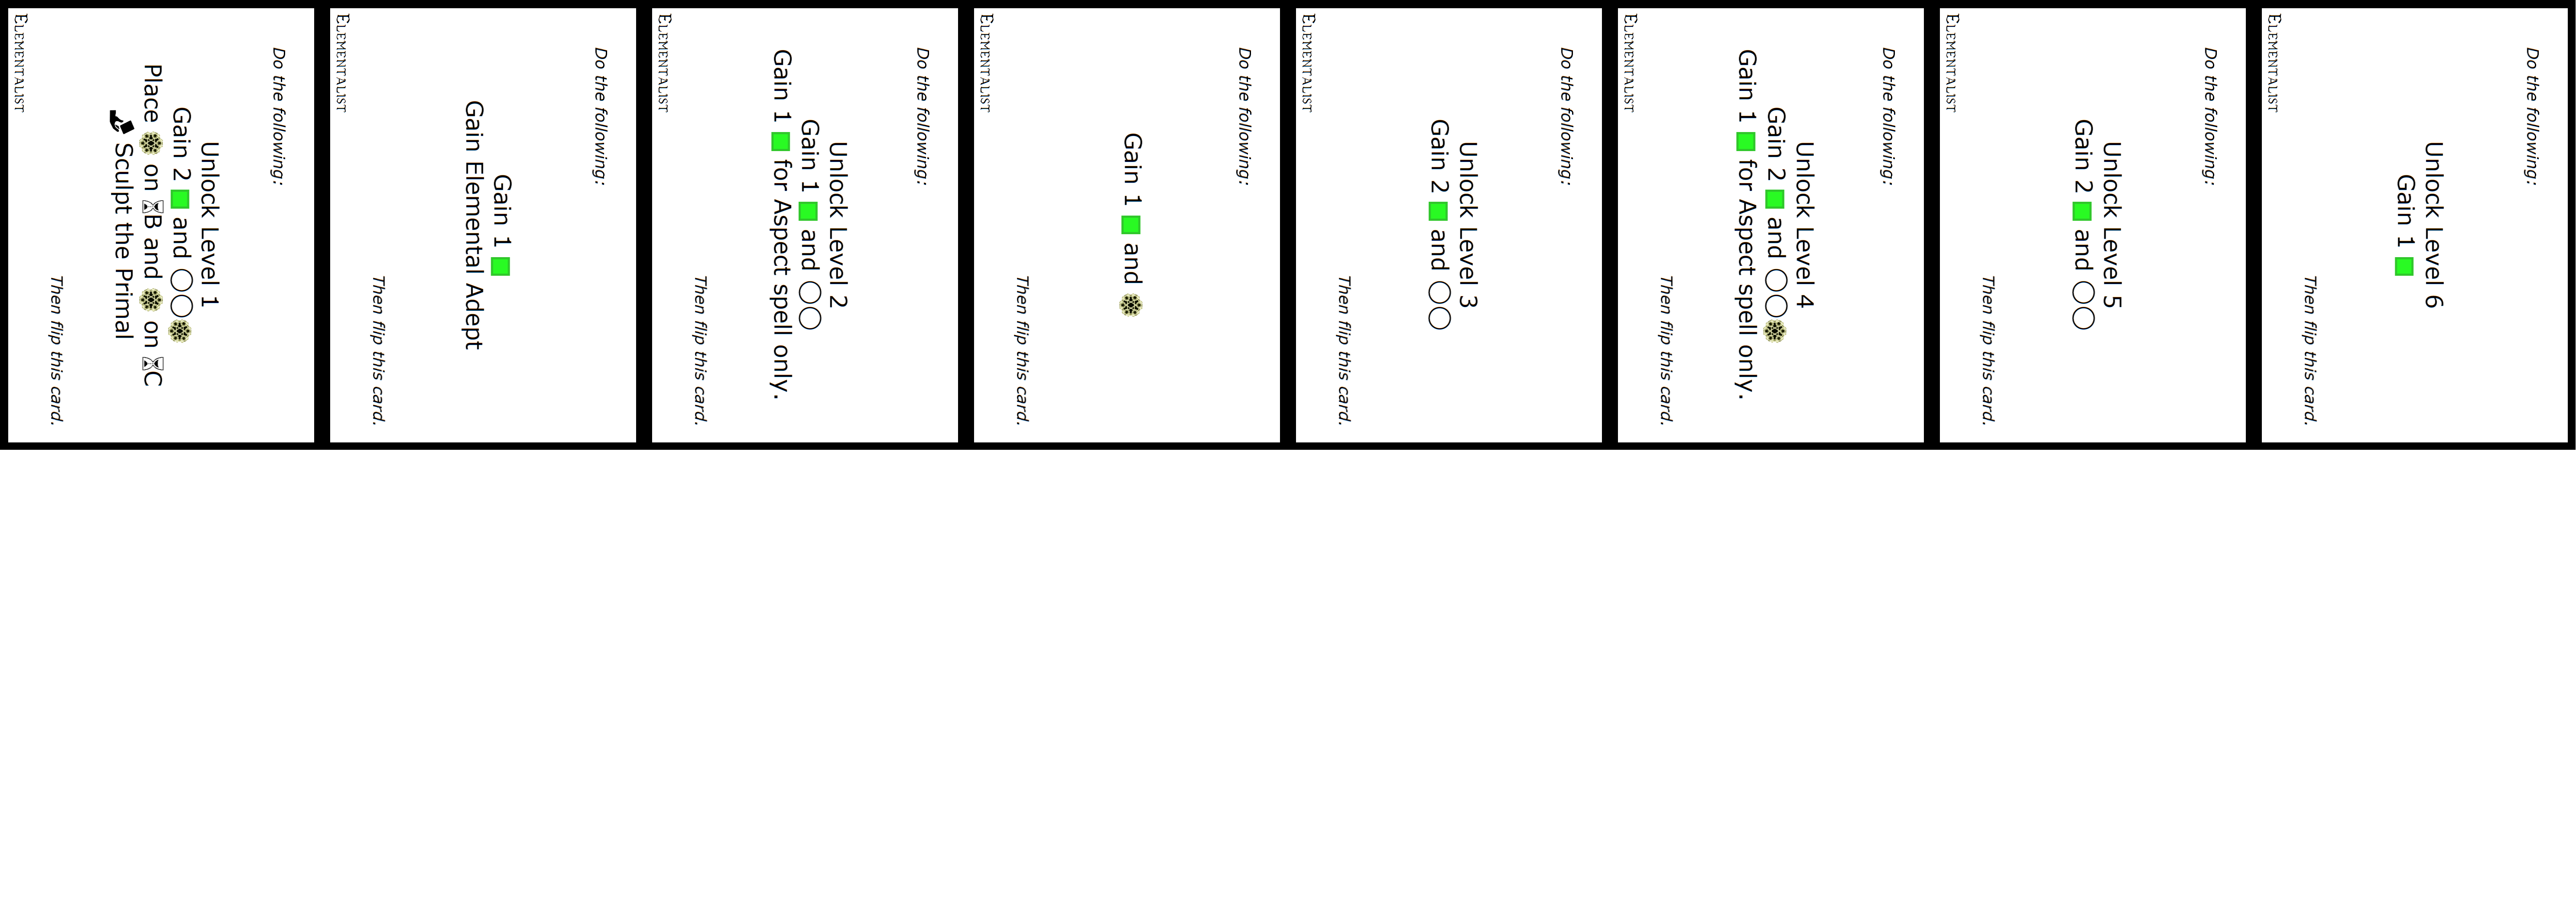 Do the following:
Unlock Level 1
Gain 2 🟩 and ◯◯
Place on ⌛B and on ⌛C
Sculpt the Primal
Then flip this card.
ELEMENTALIST
Do the following:
Gain 1 🟩
Gain Elemental Adept
Then flip this card.
ELEMENTALIST
Do the following:
Unlock Level 2
Gain 1 🟩 and ◯◯
Gain 1 🟩 for Aspect spell only.
Then flip this card.
ELEMENTALIST
Do the following:
Gain 1 🟩 and
Then flip this card.
ELEMENTALIST
Do the following:
Unlock Level 3
Gain 2 🟩 and ◯◯
Then flip this card.
ELEMENTALIST
Do the following:
Unlock Level 4
Gain 2 🟩 and ◯◯
Gain 1 🟩 for Aspect spell only.
Then flip this card.
ELEMENTALIST
Do the following:
Unlock Level 5
Gain 2 🟩 and ◯◯
Then flip this card.
ELEMENTALIST
Do the following:
Unlock Level 6
Gain 1 🟩
Then flip this card.
ELEMENTALIST